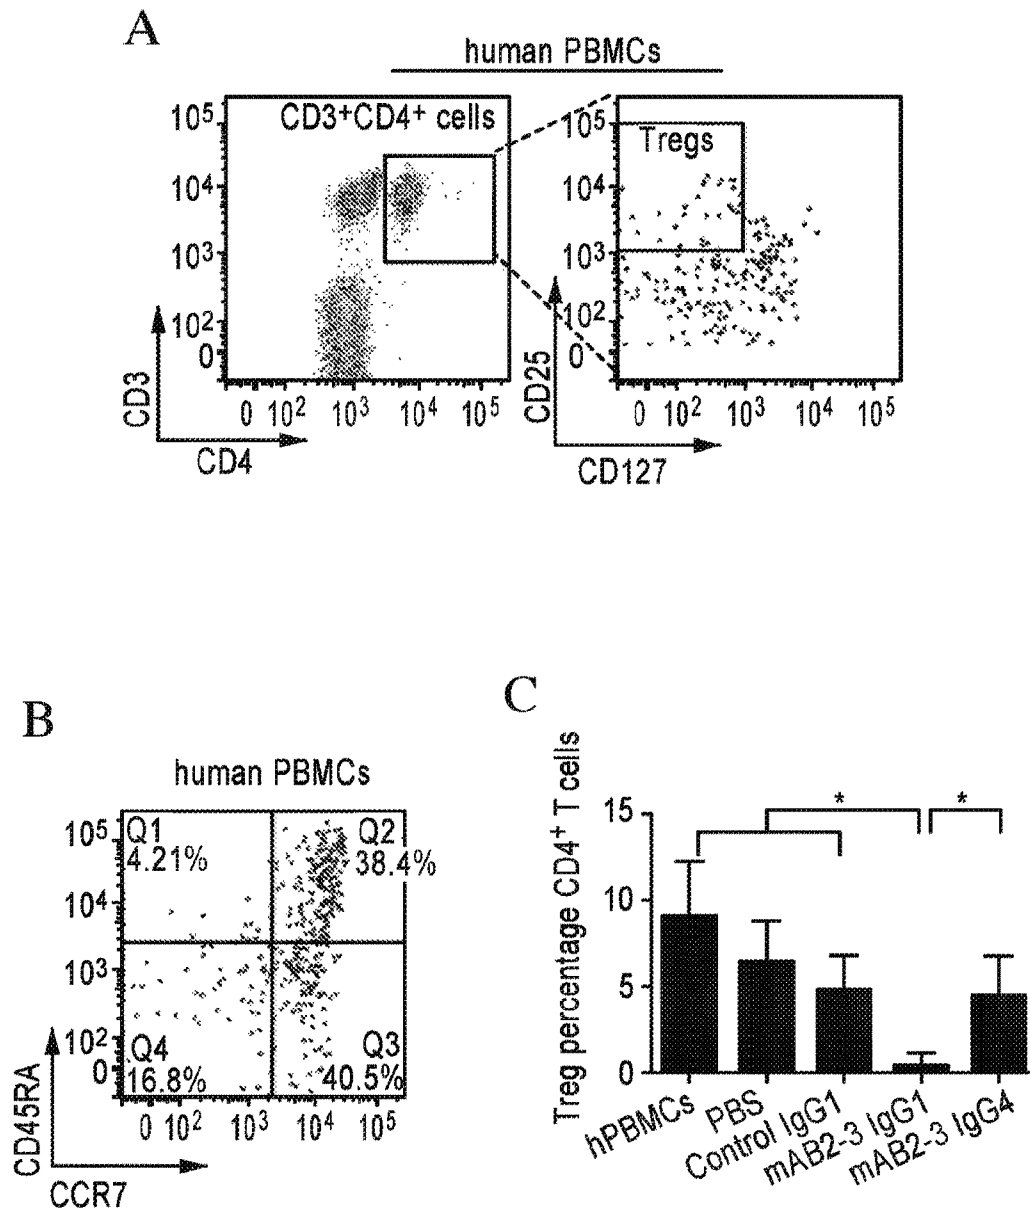 A
human PBMCs
CD3+CD4+ cells
Tregs
10⁵
10⁴
10³
10²
0
CD3
0 10² 10³ 10⁴ 10⁵
CD4
10⁵
10⁴
10³
10²
0
CD25
0 10² 10³ 10⁴ 10⁵
CD127
B
human PBMCs
Q1
4.21%
Q2
38.4%
Q4
16.8%
Q3
40.5%
10⁵
10⁴
10³
10²
0
CD45RA
0 10² 10³ 10⁴ 10⁵
CCR7
C
Treg percentage CD4⁺ T cells
15
10
5
0
* *
hPBMCs
PBS
Control IgG1
mAB2-3 IgG1
mAB2-3 IgG4